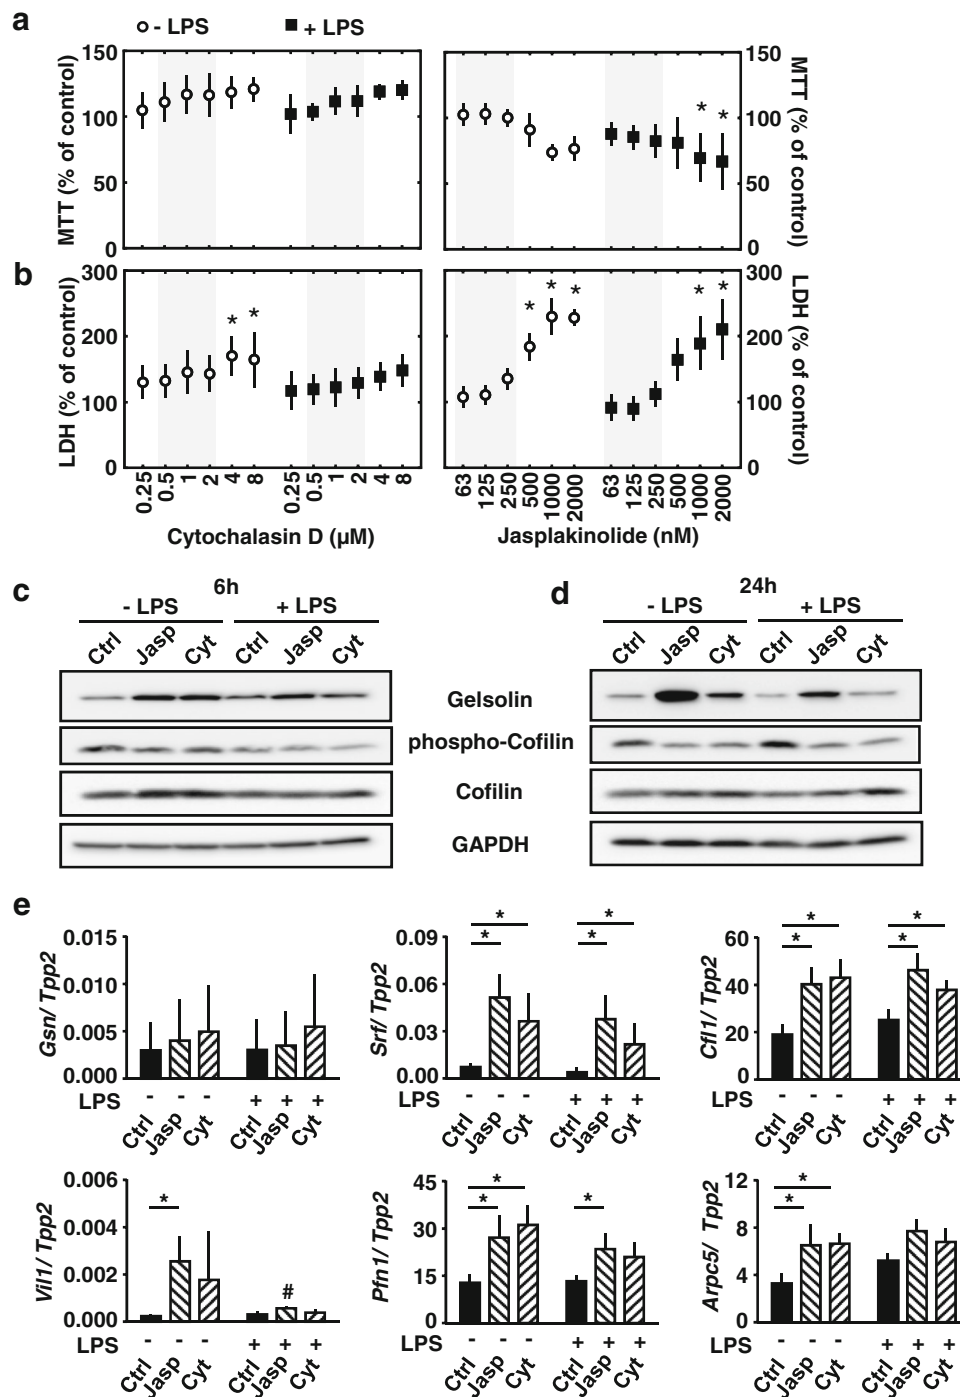 a
- LPS
+ LPS
MTT (% of control)
150
100
50
0
150
100
50
0
MTT (% of control)
* *
b
LDH (% of control)
300
200
100
0
* *
* * *
* *
300
200
100
0
LDH (% of control)
0.25 0.5 1 2 4 8 0.25 0.5 1 2 4 8
63 125 250 500 1000 2000 63 125 250 500 1000 2000
Cytochalasin D (µM)
Jasplakinolide (nM)
c
6h
- LPS
+ LPS
Ctrl Jasp Cyt Ctrl Jasp Cyt
d
24h
- LPS
+ LPS
Ctrl Jasp Cyt Ctrl Jasp Cyt
Gelsolin
phospho-Cofilin
Cofilin
GAPDH
e
Gsn/ Tpp2
0.015
0.010
0.005
0.000
LPS - - - + + +
Ctrl Jasp Cyt Ctrl Jasp Cyt
Srf/ Tpp2
0.09
0.06
0.03
0.00
* *
* *
LPS - - - + + +
Ctrl Jasp Cyt Ctrl Jasp Cyt
Cfl1/ Tpp2
60
40
20
0
* *
* *
LPS - - - + + +
Ctrl Jasp Cyt Ctrl Jasp Cyt
Vil1/ Tpp2
0.006
0.004
0.002
0.000
*
#
LPS - - - + + +
Ctrl Jasp Cyt Ctrl Jasp Cyt
Pfn1/ Tpp2
45
30
15
0
* *
*
LPS - - - + + +
Ctrl Jasp Cyt Ctrl Jasp Cyt
Arpc5/ Tpp2
12
8
4
0
* *
LPS - - - + + +
Ctrl Jasp Cyt Ctrl Jasp Cyt